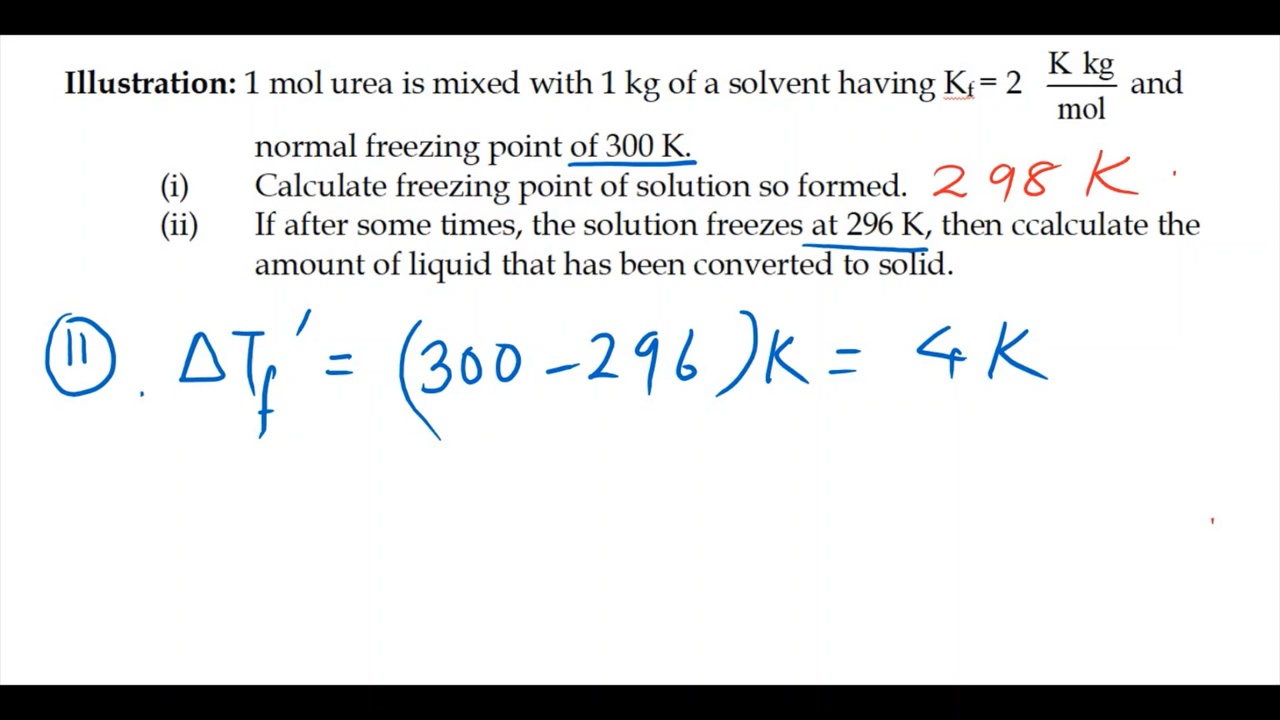 Illustration: 1 mol urea is mixed with 1 kg of a solvent having Kf = 2 K kg/mol and
normal freezing point of 300 K.
(i) Calculate freezing point of solution so formed. 298 K
(ii) If after some times, the solution freezes at 296 K, then ccalculate the
amount of liquid that has been converted to solid.
(II). ΔTf' = (300 - 296) K = 4 K